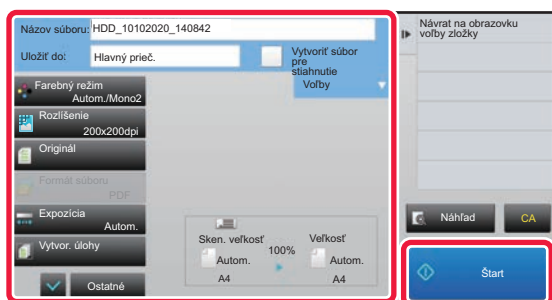 Názov súboru: HDD_10102020_140842
Uložiť do: Hlavný prieč.
Vytvoriť súbor
pre
stiahnutie
Voľby
Farebný režim
Autom./Mono2
Rozlíšenie
200x200dpi
Originál
Formát súboru
PDF
Expozícia
Autom.
Vytvor. úlohy
Ostatné
Sken. veľkosť
Autom.
A4
100%
Veľkosť
Autom.
A4
Návrat na obrazovku
voľby zložky
Náhľad
CA
Štart